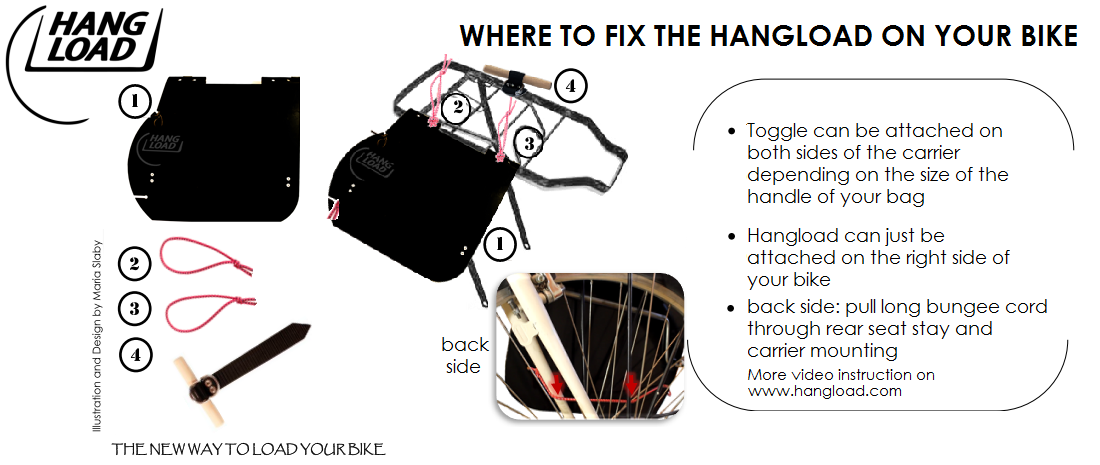 HANG
LOAD
WHERE TO FIX THE HANGLOAD ON YOUR BIKE
1
HANG
LOAD
2
3
4
Illustration and Design by Maria Slaby
THE NEW WAY TO LOAD YOUR BIKE
4
2
3
HANG
LOAD
1
back
side
• Toggle can be attached on
both sides of the carrier
depending on the size of the
handle of your bag
• Hangload can just be
attached on the right side of
your bike
• back side: pull long bungee cord
through rear seat stay and
carrier mounting
More video instruction on
www.hangload.com